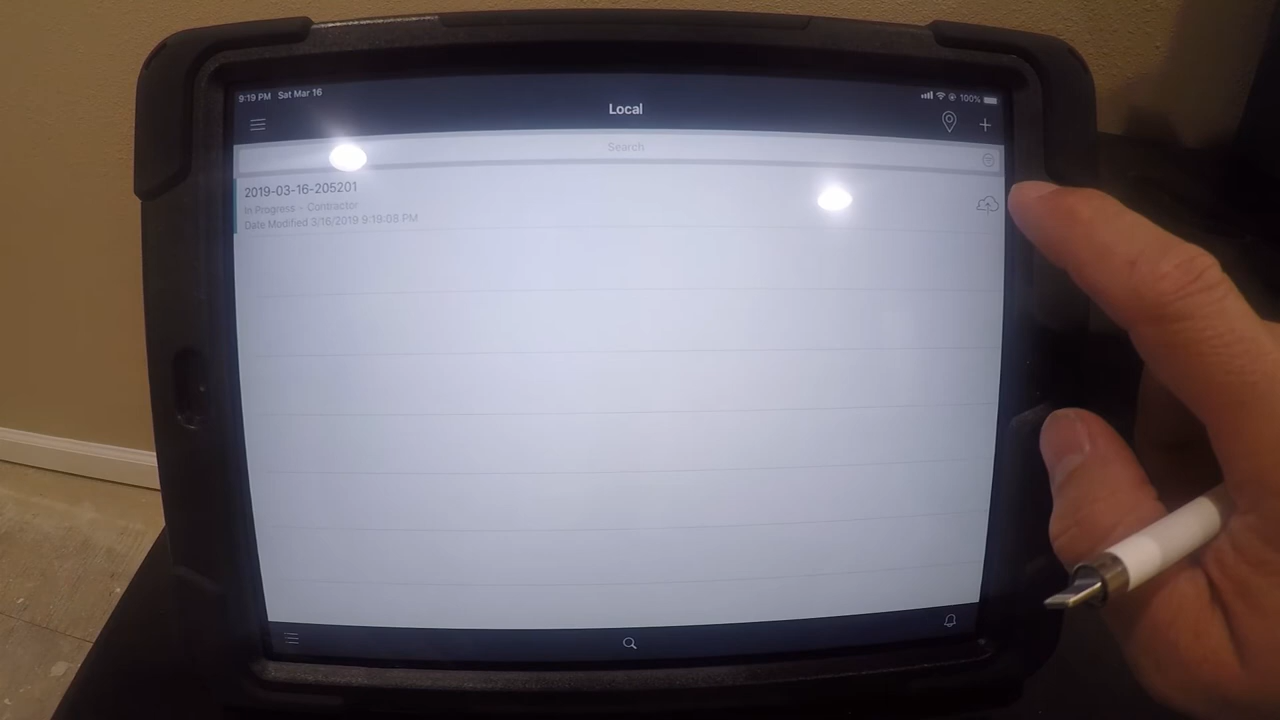 9:19 PM Sat Mar 16
100%
Local
Search
2019-03-16-205201
In Progress - Contractor
Date Modified 3/16/2019 9:19:08 PM